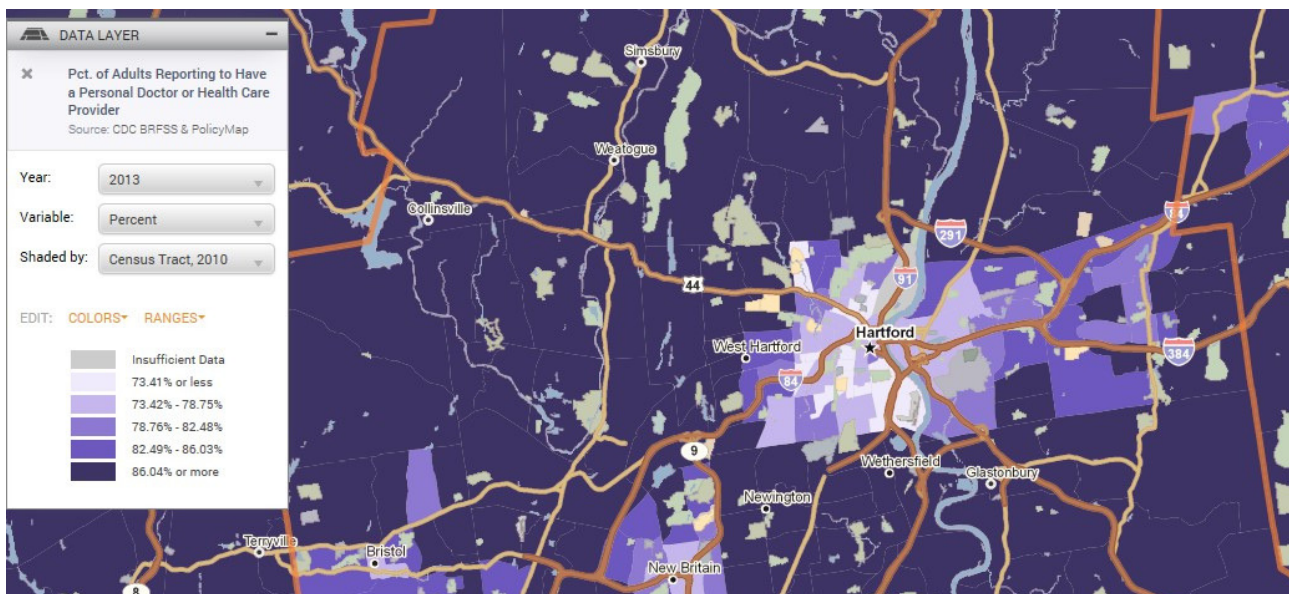 DATA LAYER
Pct. of Adults Reporting to Have
a Personal Doctor or Health Care
Provider
Source: CDC BRFSS & PolicyMap
Year:
2013
Variable:
Percent
Shaded by:
Census Tract, 2010
EDIT:
COLORS
RANGES
Insufficient Data
73.41% or less
73.42% - 78.75%
78.76% - 82.48%
82.49% - 86.03%
86.04% or more
Simsbury
Weatogue
Collinsville
84
291
91
44
Hartford
West Hartford
384
84
9
Wethersfield
Glastonbury
Newington
Terryville
Bristol
New Britain
8